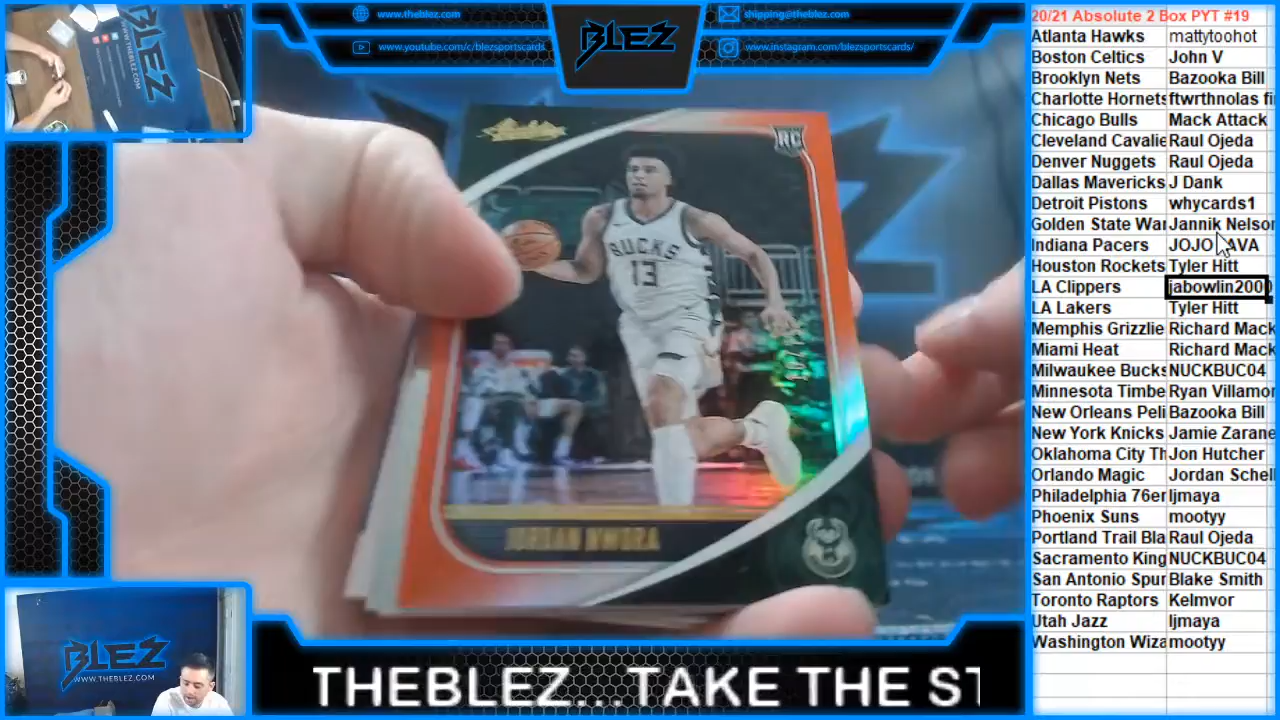 www.theblez.com
shipping@theblez.com
www.youtube.com/c/blezsportscards
www.instagram.com/blezsportscards/
BLEZ
Absolute
RC
BUCKS
13
JORDAN NWORA
BLEZ
WWW.THEBLEZ.COM
THEBLEZ...TAKE THE ST
20/21 Absolute 2 Box PYT #19
Atlanta Hawks mattytoohot
Boston Celtics John V
Brooklyn Nets Bazooka Bill
Charlotte Hornets ftwrthnolas fi
Chicago Bulls Mack Attack
Cleveland Cavalie Raul Ojeda
Denver Nuggets Raul Ojeda
Dallas Mavericks J Dank
Detroit Pistons whycards1
Golden State War Jannik Nelson
Indiana Pacers JOJO AVA
Houston Rockets Tyler Hitt
LA Clippers jabowlin2000
LA Lakers Tyler Hitt
Memphis Grizzlie Richard Mack
Miami Heat Richard Mack
Milwaukee Bucks NUCKBUC04
Minnesota Timbe Ryan Villamor
New Orleans Peli Bazooka Bill
New York Knicks Jamie Zarane
Oklahoma City Th Jon Hutcher
Orlando Magic Jordan Schel
Philadelphia 76er ljmaya
Phoenix Suns mootyy
Portland Trail Bla Raul Ojeda
Sacramento King NUCKBUC04
San Antonio Spur Blake Smith
Toronto Raptors Kelmvor
Utah Jazz ljmaya
Washington Wiza mootyy